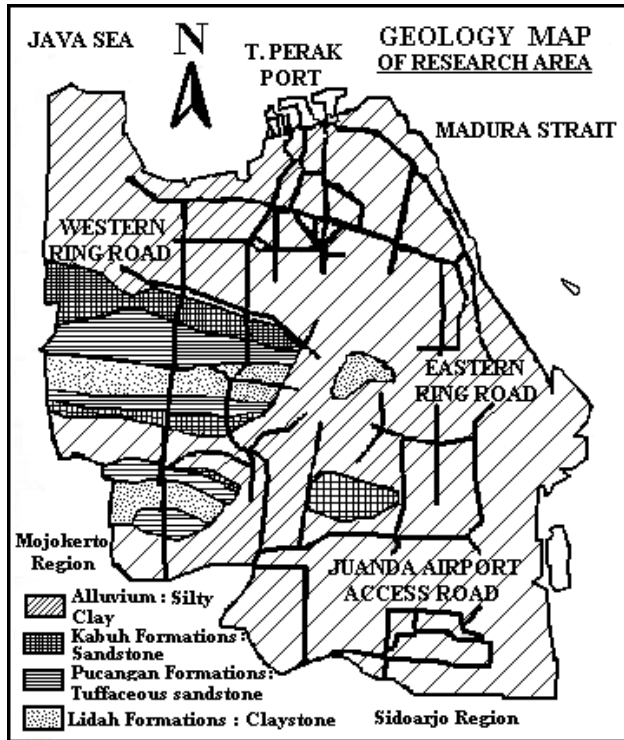 JAVA SEA
N
T. PERAK
PORT
GEOLOGY MAP
OF RESEARCH AREA
MADURA STRAIT
WESTERN
RING ROAD
EASTERN
RING ROAD
Mojokerto
Region
JUANDA AIRPORT
ACCESS ROAD
Alluvium : Silty
Clay
Kabuh Formations :
Sandstone
Pucangan Formations:
Tuffaceous sandstone
Lidah Formations : Claystone
Sidoarjo Region